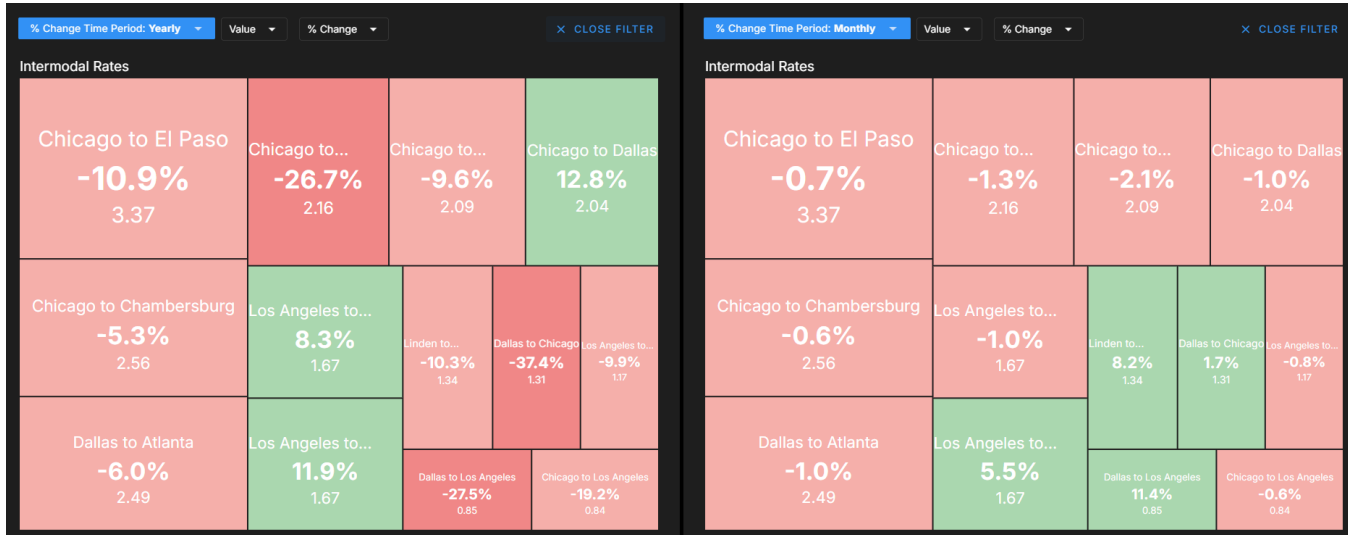 % Change Time Period: Yearly
Value
% Change
× CLOSE FILTER
Intermodal Rates
Chicago to El Paso
-10.9%
3.37
Chicago to...
-26.7%
2.16
Chicago to...
-9.6%
2.09
Chicago to Dallas
12.8%
2.04
Chicago to Chambersburg
-5.3%
2.56
Los Angeles to...
8.3%
1.67
Linden to...
-10.3%
1.34
Dallas to Chicago
-37.4%
1.31
Los Angeles to...
-9.9%
1.17
Dallas to Atlanta
-6.0%
2.49
Los Angeles to...
11.9%
1.67
Dallas to Los Angeles
-27.5%
0.85
Chicago to Los Angeles
-19.2%
0.84
% Change Time Period: Monthly
Value
% Change
× CLOSE FILTER
Intermodal Rates
Chicago to El Paso
-0.7%
3.37
Chicago to...
-1.3%
2.16
Chicago to...
-2.1%
2.09
Chicago to Dallas
-1.0%
2.04
Chicago to Chambersburg
-0.6%
2.56
Los Angeles to...
-1.0%
1.67
Linden to...
8.2%
1.34
Dallas to Chicago
1.7%
1.31
Los Angeles to...
-0.8%
1.17
Dallas to Atlanta
-1.0%
2.49
Los Angeles to...
5.5%
1.67
Dallas to Los Angeles
11.4%
0.85
Chicago to Los Angeles
-0.6%
0.84